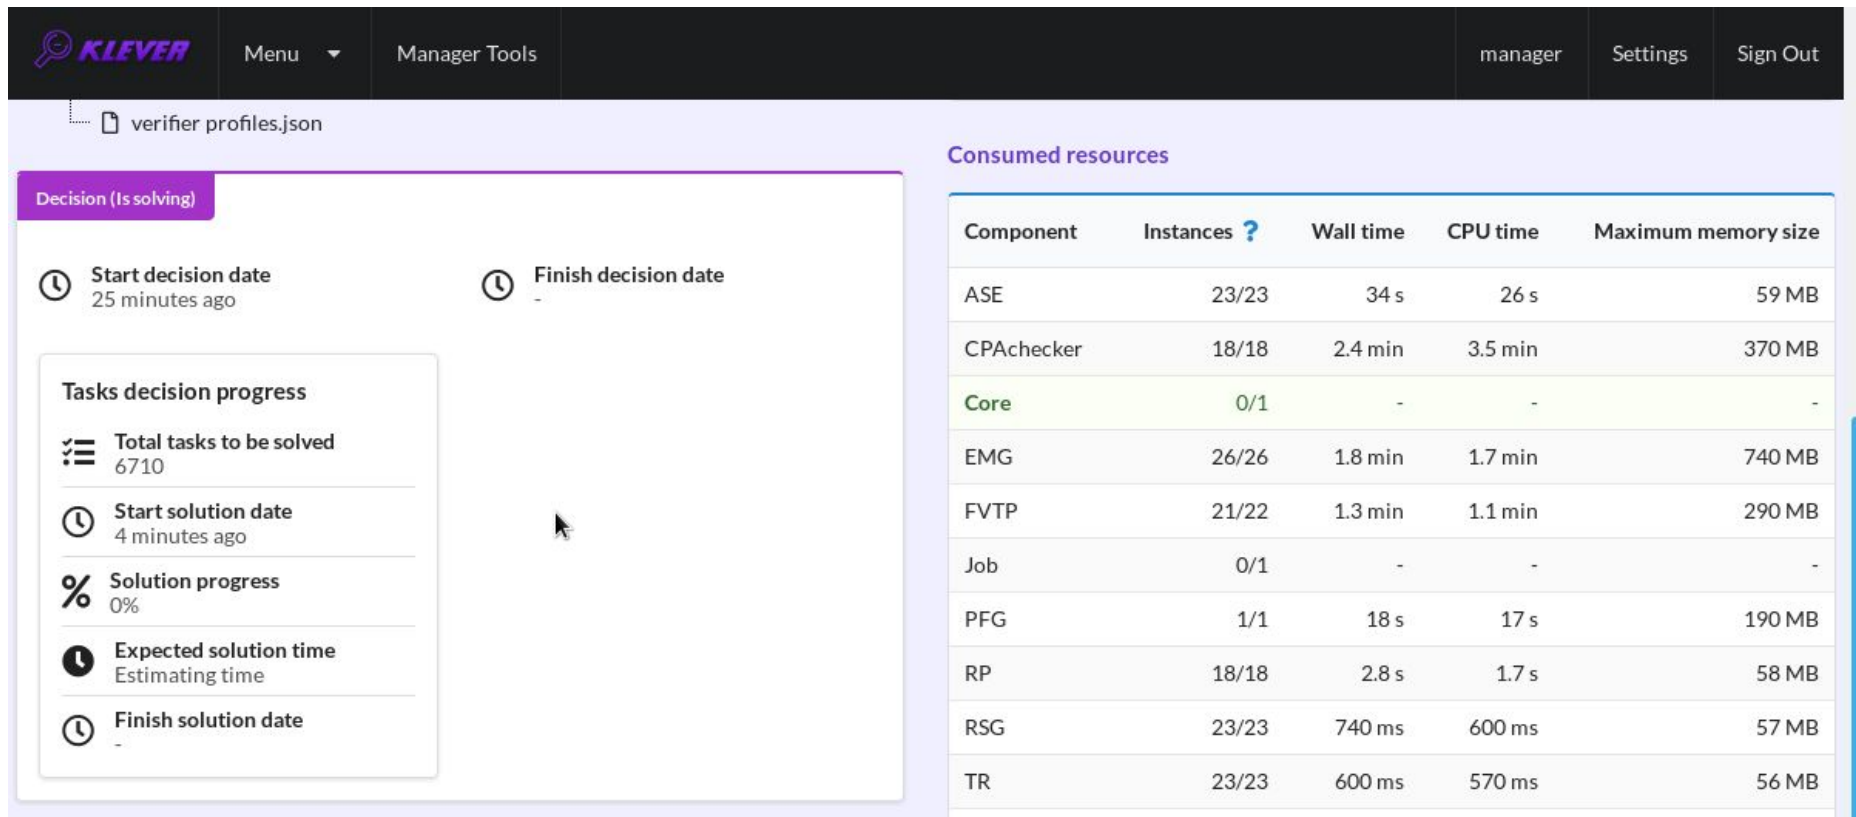 KLEVER Menu Manager Tools manager Settings Sign Out
verifier profiles.json
Decision (Is solving)
Start decision date
25 minutes ago
Finish decision date
-
Tasks decision progress
Total tasks to be solved
6710
Start solution date
4 minutes ago
Solution progress
0%
Expected solution time
Estimating time
Finish solution date
-
Consumed resources
Component Instances ? Wall time CPU time Maximum memory size
ASE 23/23 34 s 26 s 59 MB
CPAchecker 18/18 2.4 min 3.5 min 370 MB
Core 0/1 - - -
EMG 26/26 1.8 min 1.7 min 740 MB
FVTP 21/22 1.3 min 1.1 min 290 MB
Job 0/1 - - -
PFG 1/1 18 s 17 s 190 MB
RP 18/18 2.8 s 1.7 s 58 MB
RSG 23/23 740 ms 600 ms 57 MB
TR 23/23 600 ms 570 ms 56 MB